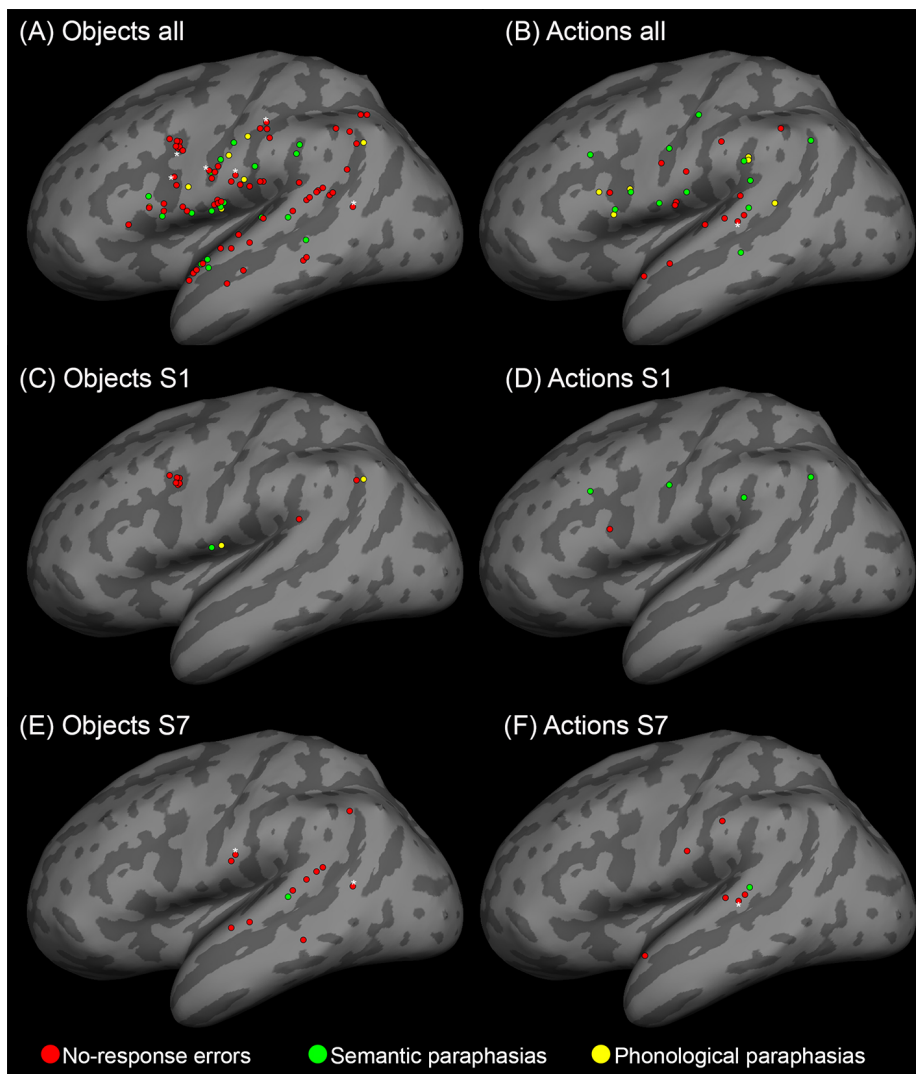 (A) Objects all
(B) Actions all
(C) Objects S1
(D) Actions S1
(E) Objects S7
(F) Actions S7
No-response errors
Semantic paraphasias
Phonological paraphasias